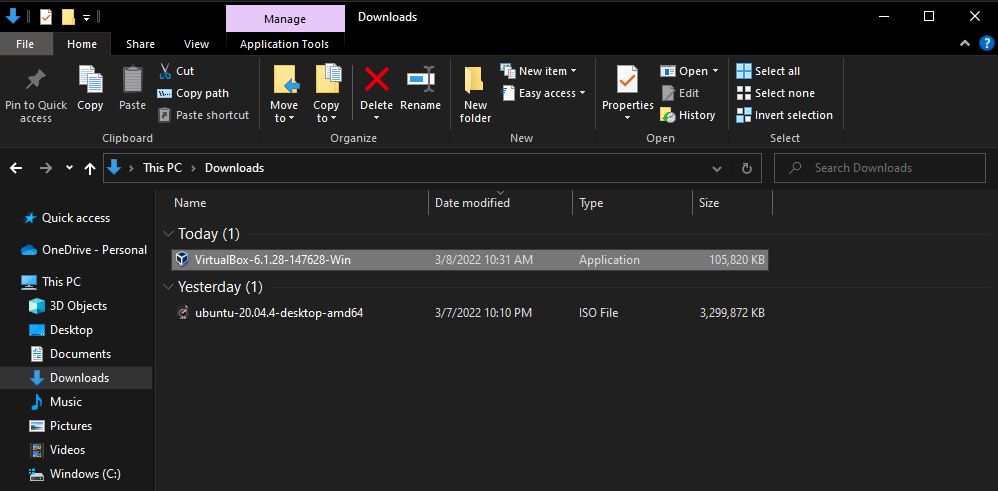 Manage Downloads
File Home Share View Application Tools
Pin to Quick access
Copy
Paste
Cut
Copy path
Paste shortcut
Clipboard
Move to
Copy to
Delete
Rename
Organize
New folder
New item
Easy access
New
Properties
Open
Edit
History
Open
Select all
Select none
Invert selection
Select
This PC Downloads
Search Downloads
Quick access
OneDrive - Personal
This PC
3D Objects
Desktop
Documents
Downloads
Music
Pictures
Videos
Windows (C:)
Name Date modified Type Size
Today (1)
VirtualBox-6.1.28-147628-Win 3/8/2022 10:31 AM Application 105,820 KB
Yesterday (1)
ubuntu-20.04.4-desktop-amd64 3/7/2022 10:10 PM ISO File 3,299,872 KB